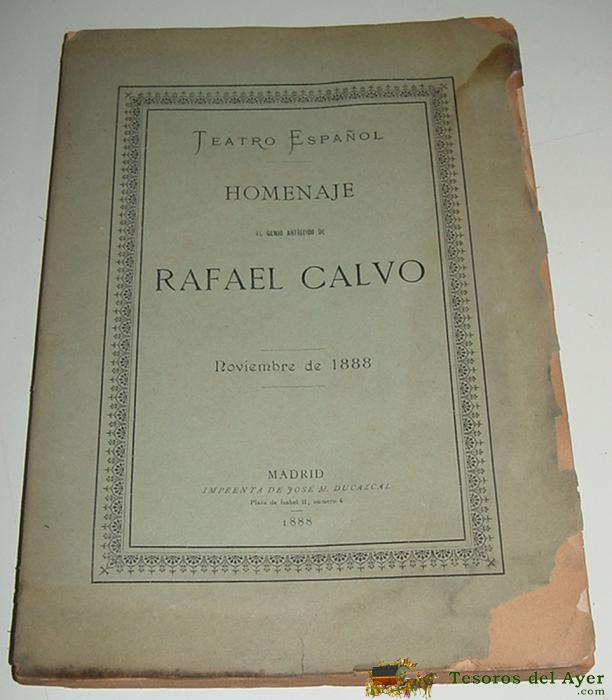 TEATRO ESPAÑOL
HOMENAJE
AL GENIO ARTÍSTICO DE
RAFAEL CALVO
Noviembre de 1888
MADRID
IMPRENTA DE JOSÉ M. DUCAZCAL
Plaza de Isabel II, número 6
1888
Tesoros del Ayer
.com